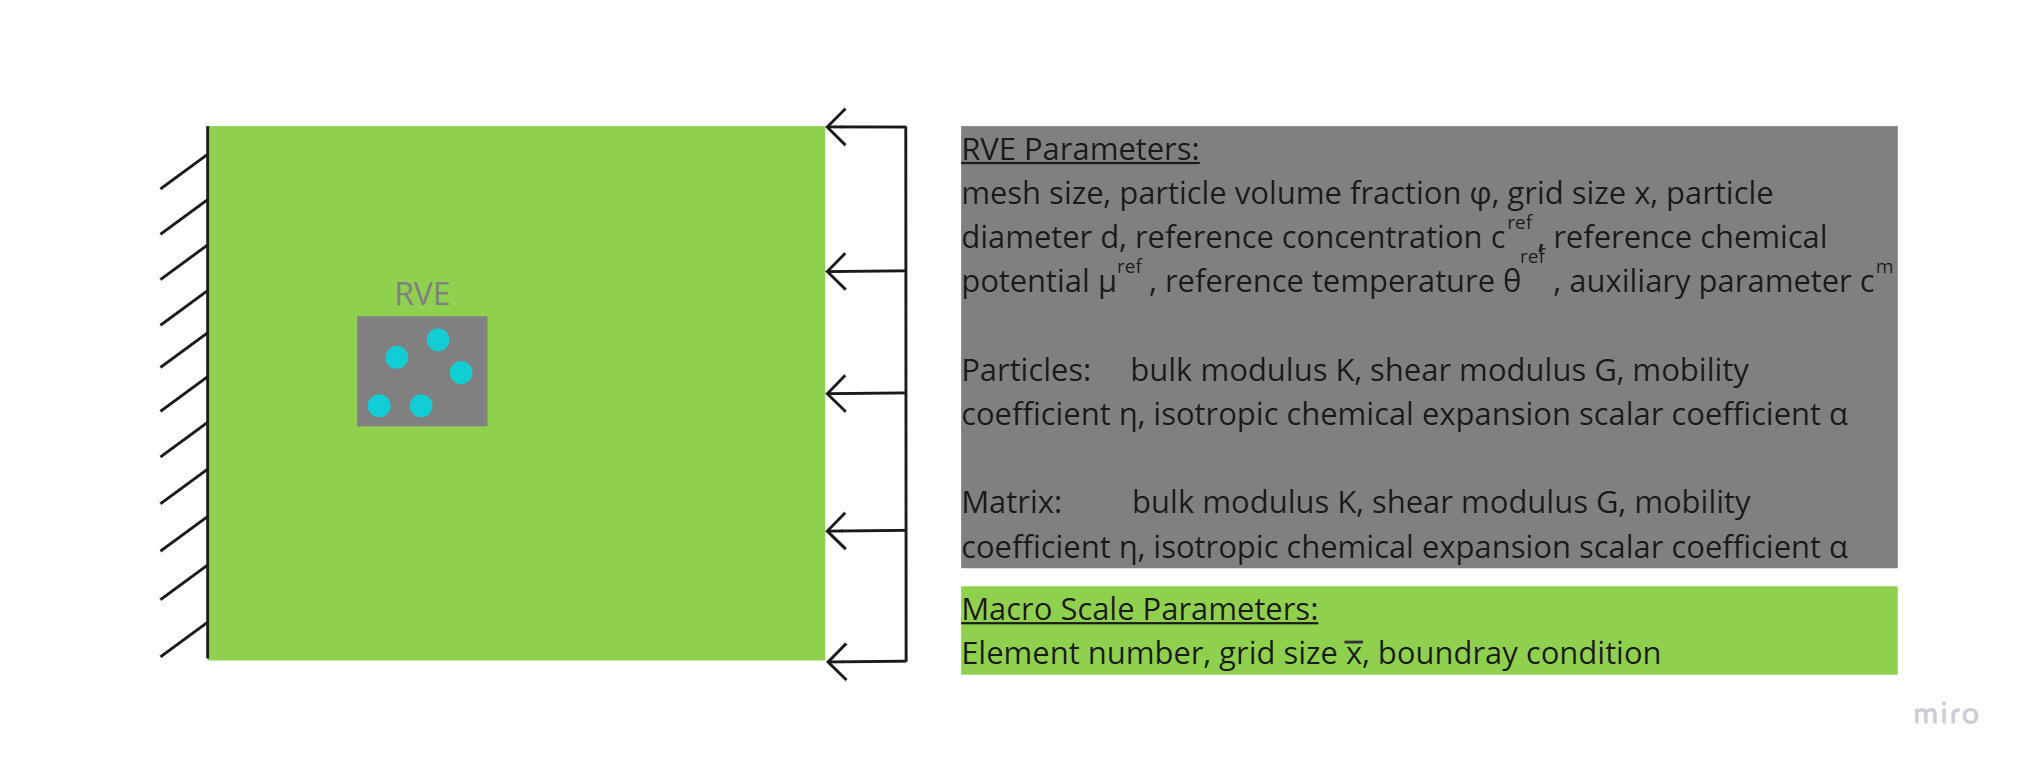 RVE
RVE Parameters:
mesh size, particle volume fraction φ, grid size x, particle
diameter d, reference concentration c^ref, reference chemical
potential μ^ref , reference temperature θ^ref , auxiliary parameter c^m
Particles: bulk modulus K, shear modulus G, mobility
coefficient η, isotropic chemical expansion scalar coefficient α
Matrix: bulk modulus K, shear modulus G, mobility
coefficient η, isotropic chemical expansion scalar coefficient α
Macro Scale Parameters:
Element number, grid size x̅, boundray condition
miro